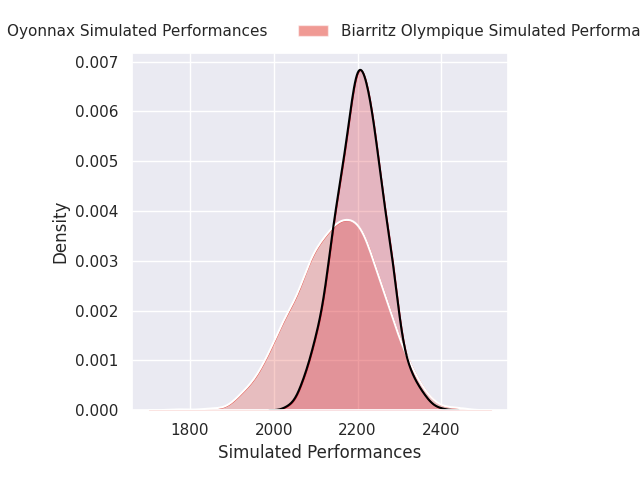 Oyonnax Simulated Performances Biarritz Olympique Simulated Performa
0.007
0.006
0.005
0.004
0.003
0.002
0.001
0.000
Density
1800 2000 2200 2400
Simulated Performances